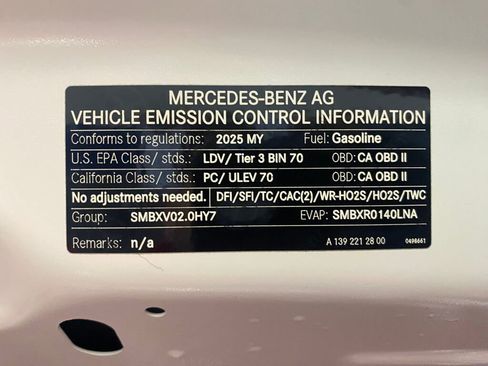 MERCEDES-BENZ AG
VEHICLE EMISSION CONTROL INFORMATION
Conforms to regulations: 2025 MY Fuel: Gasoline
U.S. EPA Class/ stds.: LDV/ Tier 3 BIN 70 OBD: CA OBD II
California Class/ stds.: PC/ ULEV 70 OBD: CA OBD II
No adjustments needed. DFI/SFI/TC/CAC(2)/WR-HO2S/HO2S/TWC
Group: SMBXV02.0HY7 EVAP: SMBXR0140LNA
Remarks: n/a A 139 221 28 00 0498661